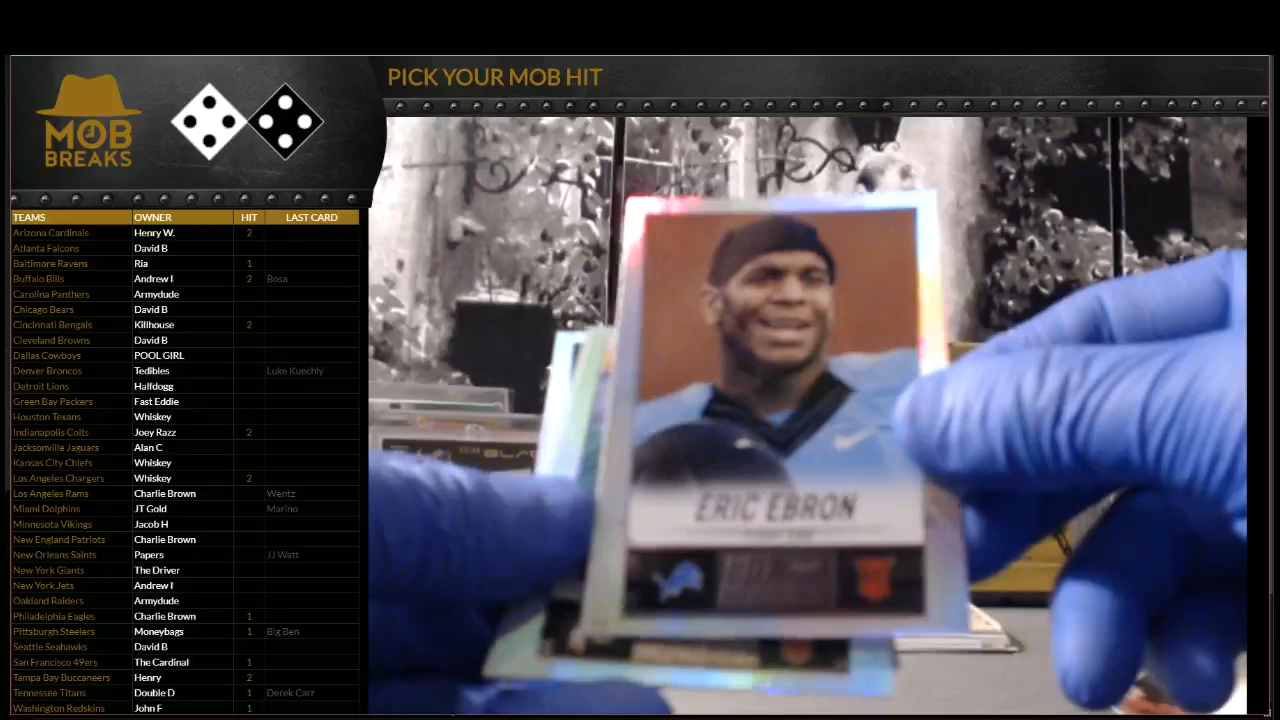 PICK YOUR MOB HIT
MOB
BREAKS
TEAMS OWNER HIT LAST CARD
Arizona Cardinals Henry W. 2
Atlanta Falcons David B
Baltimore Ravens Ria 1
Buffalo Bills Andrew I 2 Bosa
Carolina Panthers Armydude
Chicago Bears David B
Cincinnati Bengals Killhouse 2
Cleveland Browns David B
Dallas Cowboys POOL GIRL
Denver Broncos Tedibles Luke Kuechly
Detroit Lions Halfdogg
Green Bay Packers Fast Eddie
Houston Texans Whiskey
Indianapolis Colts Joey Razz 2
Jacksonville Jaguars Alan C
Kansas City Chiefs Whiskey
Los Angeles Chargers Whiskey 2
Los Angeles Rams Charlie Brown Wentz
Miami Dolphins JT Gold Marino
Minnesota Vikings Jacob H
New England Patriots Charlie Brown
New Orleans Saints Papers JJ Watt
New York Giants The Driver
New York Jets Andrew I
Oakland Raiders Armydude
Philadelphia Eagles Charlie Brown 1
Pittsburgh Steelers Moneybags 1 Big Ben
Seattle Seahawks David B
San Francisco 49ers The Cardinal 1
Tampa Bay Buccaneers Henry 2
Tennessee Titans Double D 1 Derek Carr
Washington Redskins John F 1
ERIC EBRON